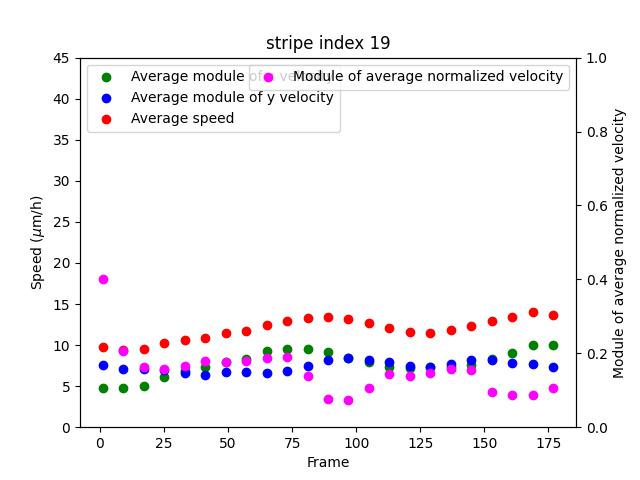 stripe index 19
Average module of x velocity
Average module of y velocity
Average speed
Module of average normalized velocity
Speed (μm/h)
45
40
35
30
25
20
15
10
5
0
1.0
0.8
0.6
0.4
0.2
0.0
Module of average normalized velocity
0 25 50 75 100 125 150 175
Frame